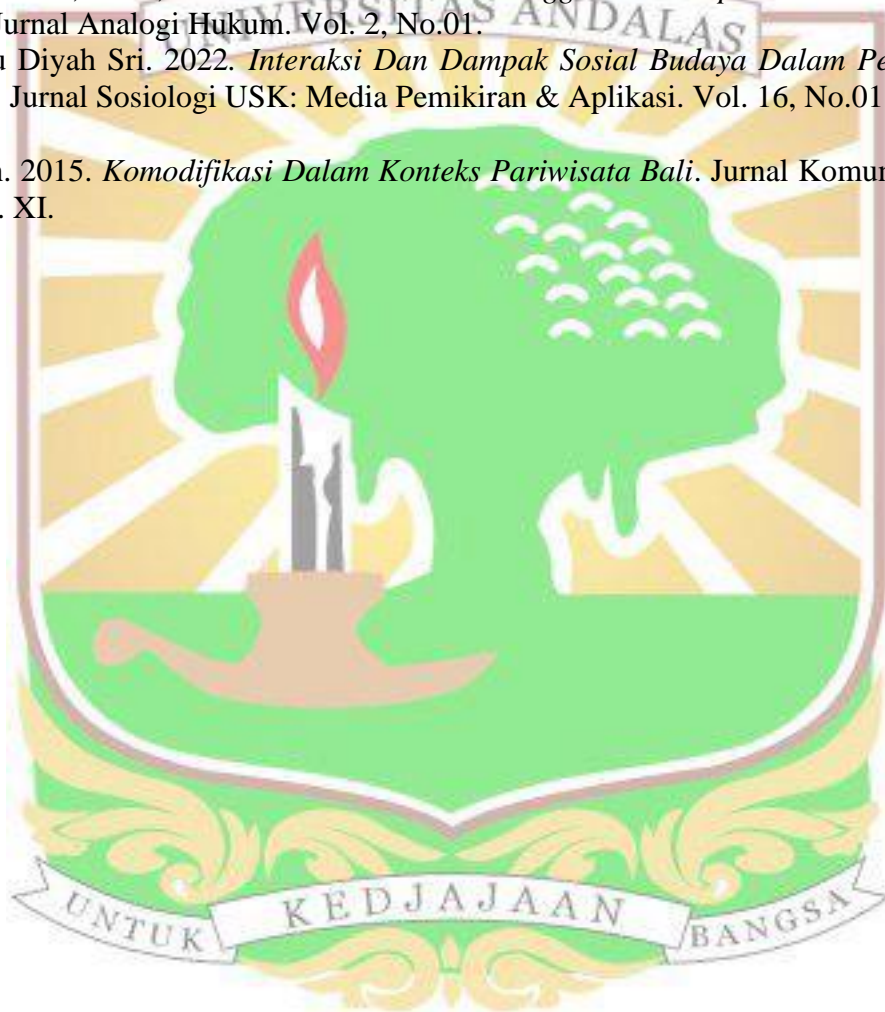 UNIVERSITAS ANDALAS
Jurnal Analogi Hukum. Vol. 2, No.01.
Diyah Sri. 2022. Interaksi Dan Dampak Sosial Budaya Dalam
Jurnal Sosiologi USK: Media Pemikiran & Aplikasi. Vol. 16, No.01
2015. Komodifikasi Dalam Konteks Pariwisata Bali. Jurnal
XI.
UNTUK KEDJAJAAN BANGSA